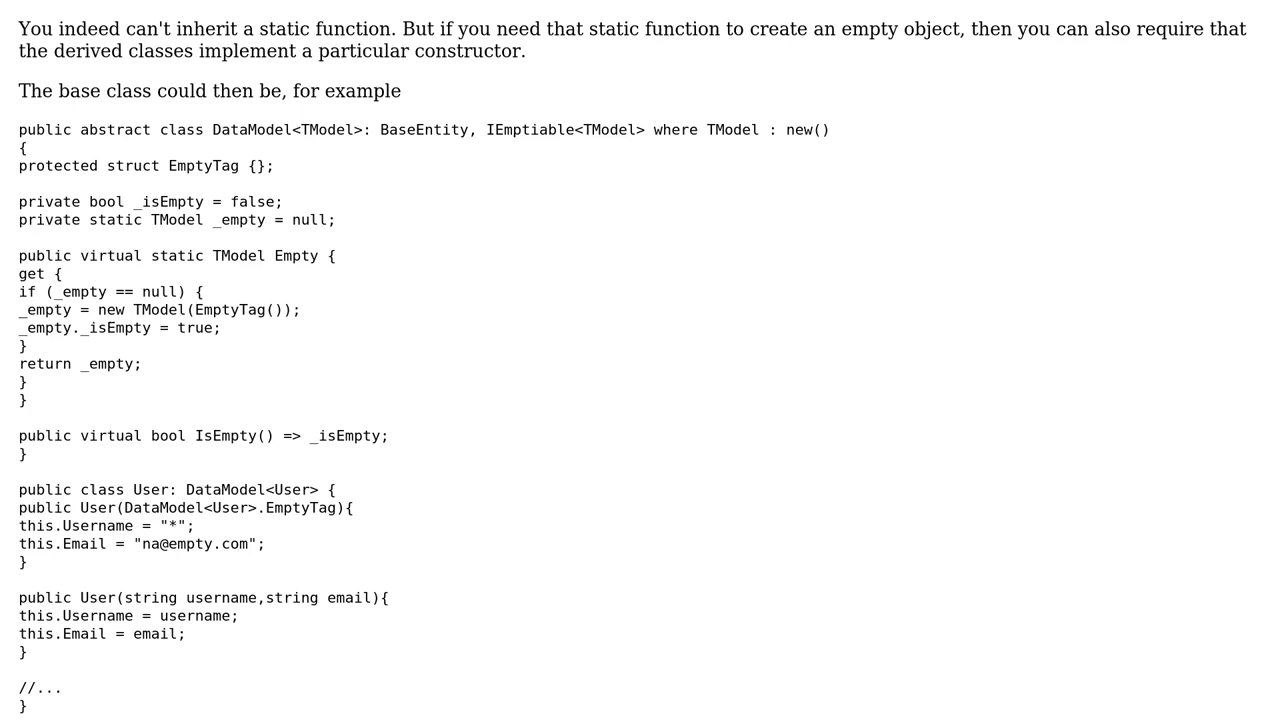 You indeed can't inherit a static function. But if you need that static function to create an empty object, then you can also require that
the derived classes implement a particular constructor.
The base class could then be, for example
public abstract class DataModel<TModel>: BaseEntity, IEmptiable<TModel> where TModel : new()
{
protected struct EmptyTag {};
private bool _isEmpty = false;
private static TModel _empty = null;
public virtual static TModel Empty {
get {
if (_empty == null) {
_empty = new TModel(EmptyTag());
_empty._isEmpty = true;
}
return _empty;
}
}
public virtual bool IsEmpty() => _isEmpty;
}
public class User: DataModel<User> {
public User(DataModel<User>.EmptyTag){
this.Username = "*";
this.Email = "na@empty.com";
}
public User(string username,string email){
this.Username = username;
this.Email = email;
}
//...
}